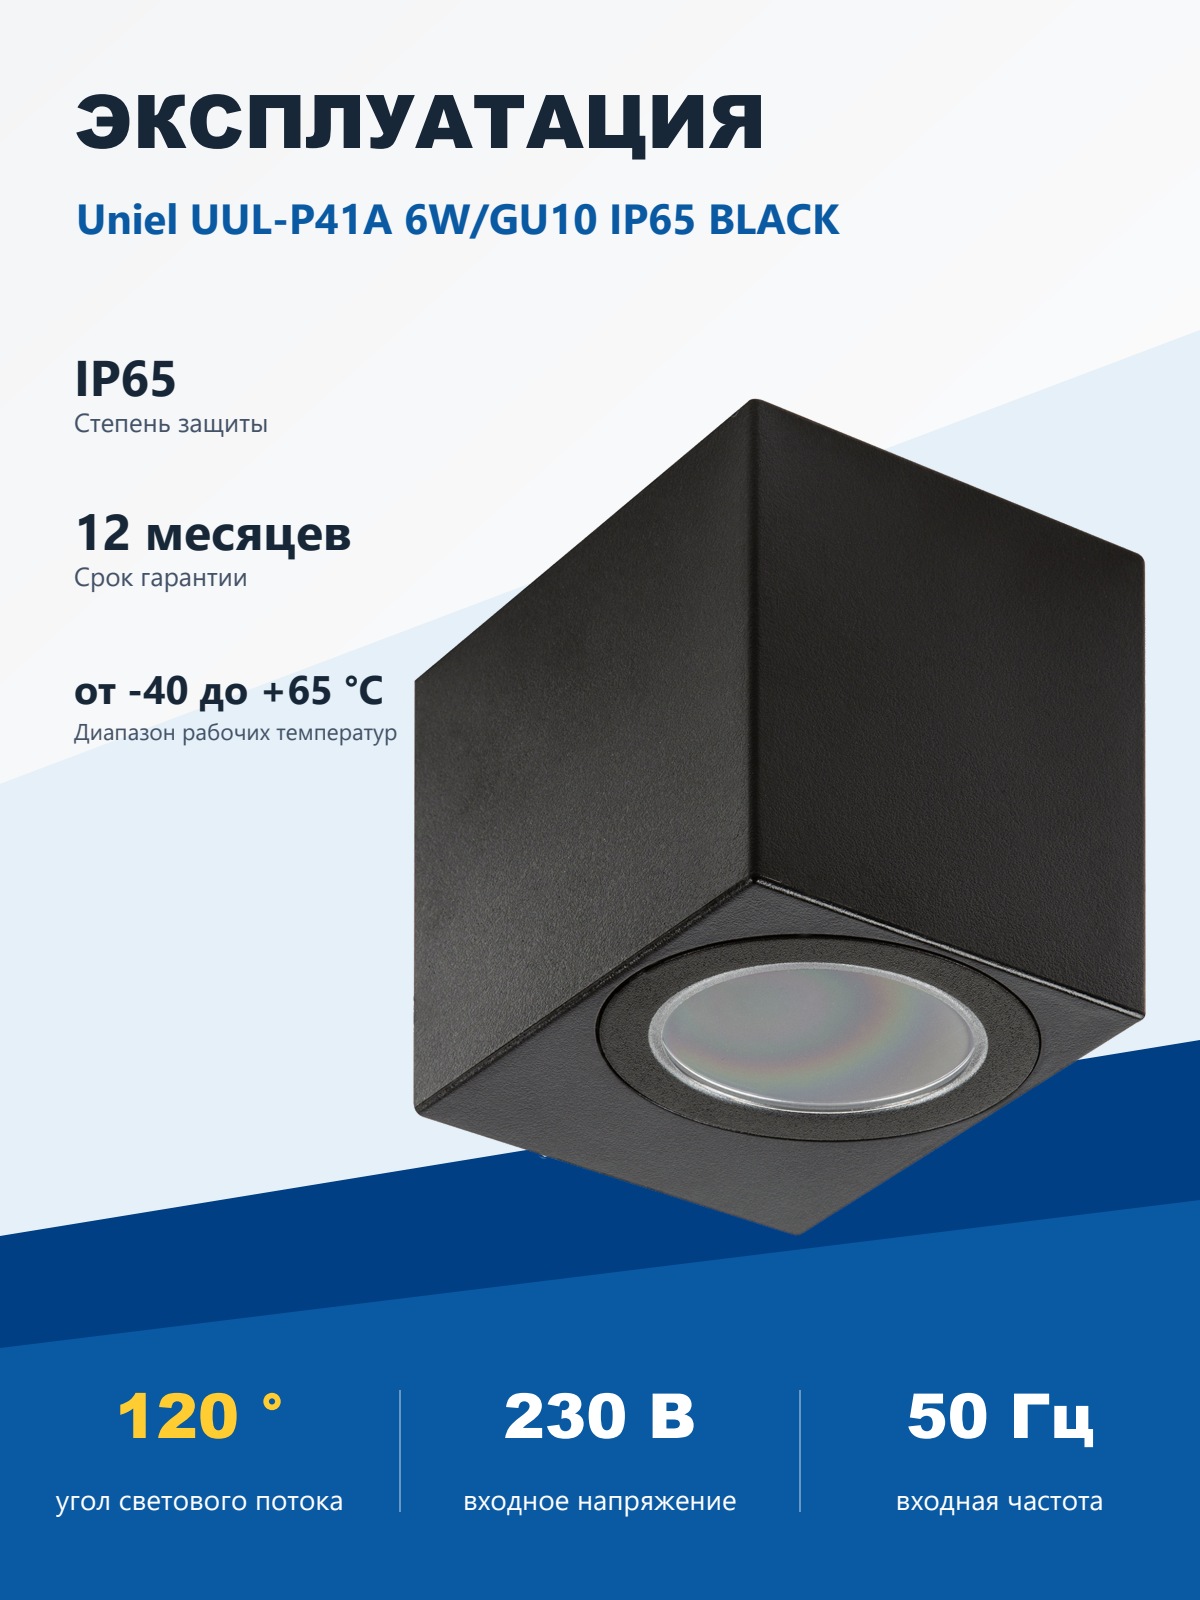 ЭКСПЛУАТАЦИЯ
Uniel UUL-P41A 6W/GU10 IP65 BLACK
IP65
Степень защиты
12 месяцев
Срок гарантии
от -40 до +65 °C
Диапазон рабочих температур
120 °
угол светового потока
230 В
входное напряжение
50 Гц
входная частота